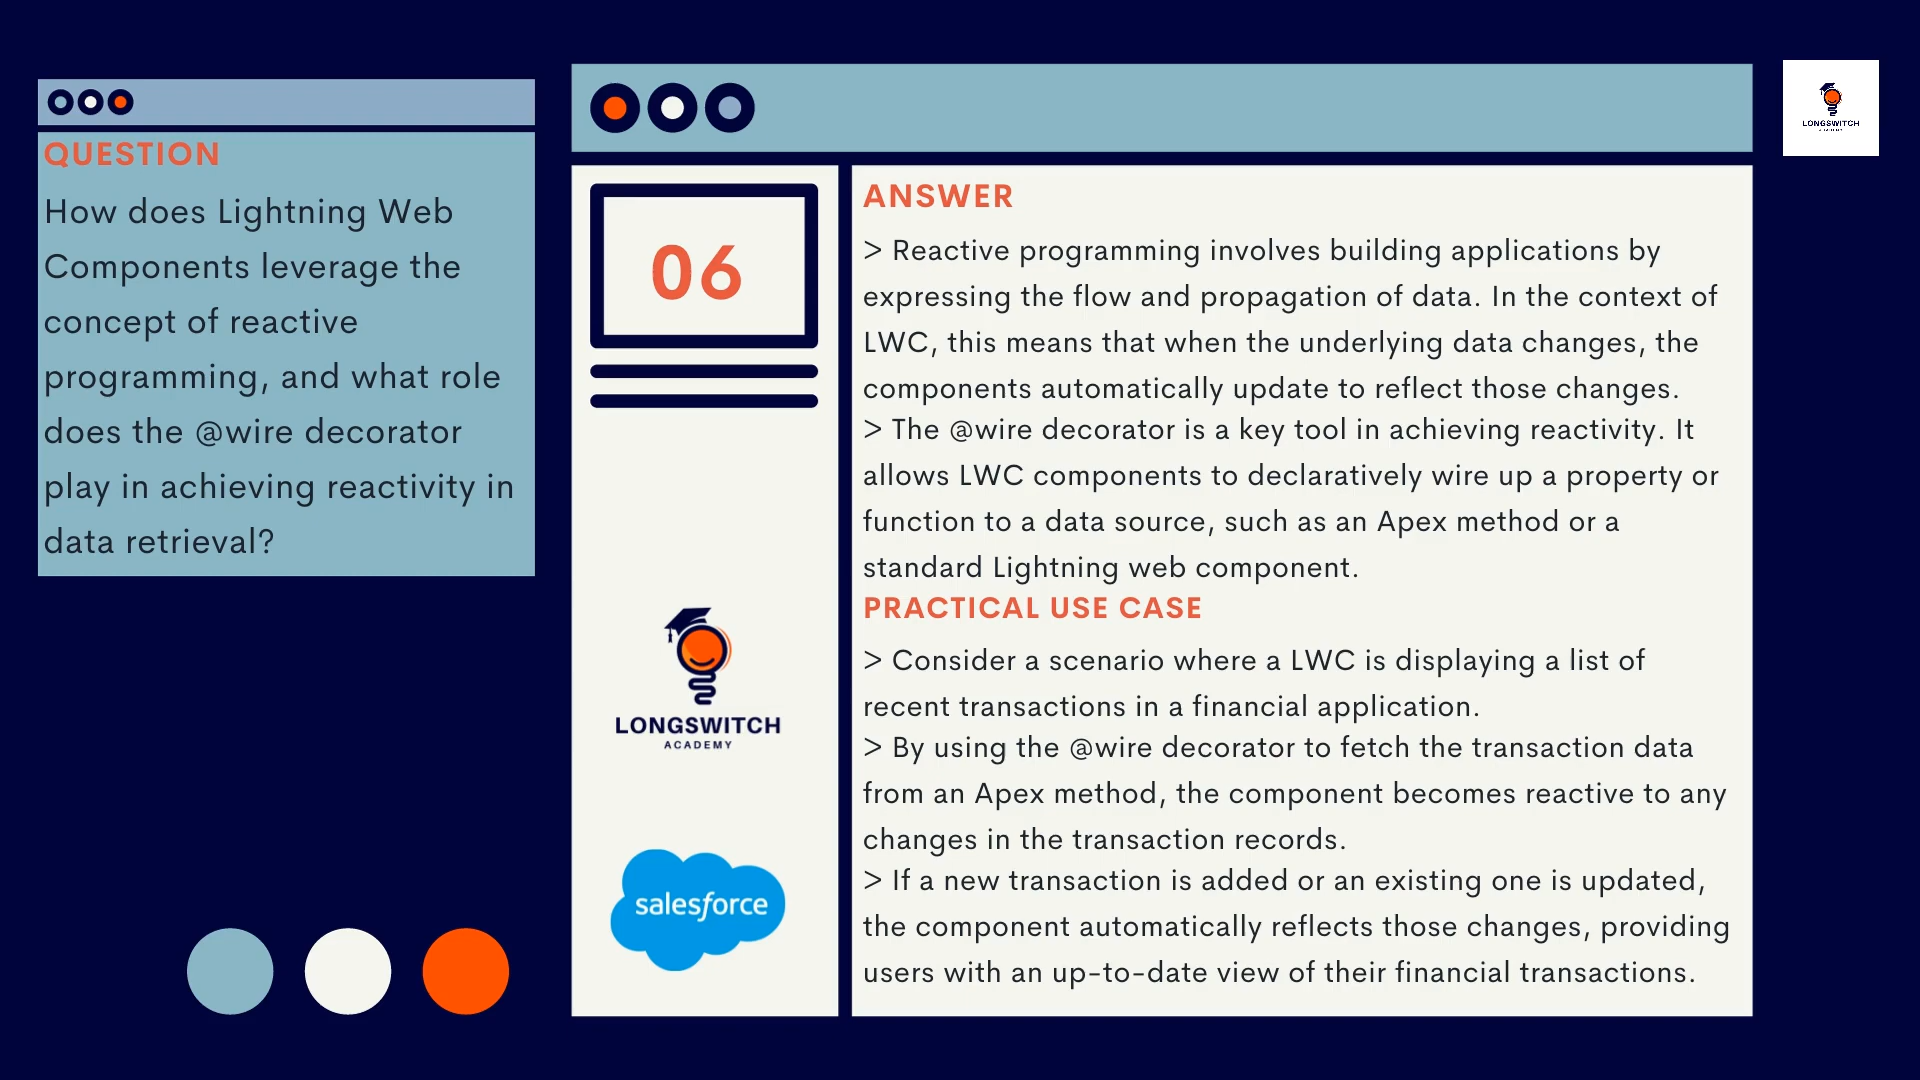 QUESTION
How does Lightning Web
Components leverage the
concept of reactive
programming, and what role
does the @wire decorator
play in achieving reactivity in
data retrieval?
06
LONGSWITCH
ACADEMY
salesforce
ANSWER
> Reactive programming involves building applications by
expressing the flow and propagation of data. In the context of
LWC, this means that when the underlying data changes, the
components automatically update to reflect those changes.
> The @wire decorator is a key tool in achieving reactivity. It
allows LWC components to declaratively wire up a property or
function to a data source, such as an Apex method or a
standard Lightning web component.
PRACTICAL USE CASE
> Consider a scenario where a LWC is displaying a list of
recent transactions in a financial application.
> By using the @wire decorator to fetch the transaction data
from an Apex method, the component becomes reactive to any
changes in the transaction records.
> If a new transaction is added or an existing one is updated,
the component automatically reflects those changes, providing
users with an up-to-date view of their financial transactions.
LONGSWITCH